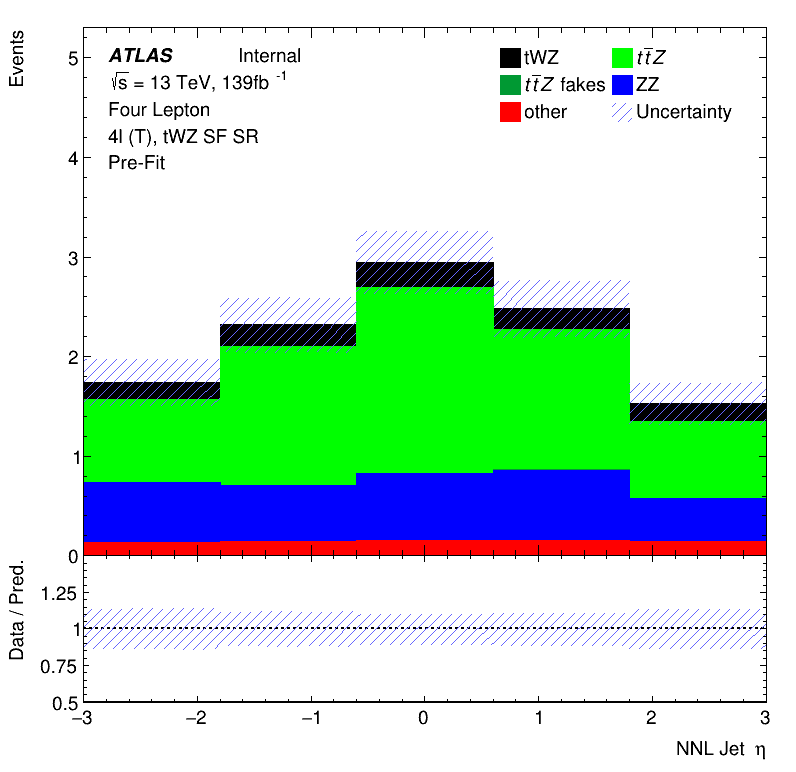 Events
ATLAS Internal
√s = 13 TeV, 139fb -1
Four Lepton
4l (T), tWZ SF SR
Pre-Fit
tWZ
tt̄Z
tt̄Z fakes
ZZ
other
Uncertainty
5
4
3
2
1
0
Data / Pred.
1.25
1
0.75
0.5
−3 −2 −1 0 1 2 3
NNL Jet η